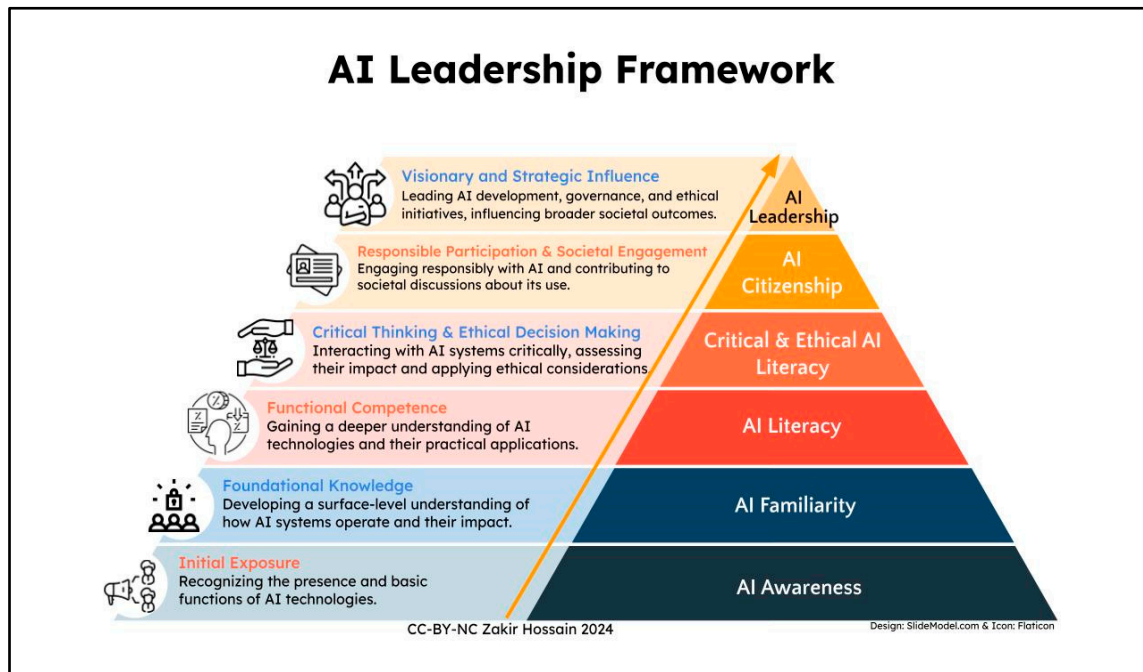 AI Leadership Framework
Visionary and Strategic Influence
Leading AI development, governance, and ethical
initiatives, influencing broader societal outcomes.
AI
Leadership
Responsible Participation & Societal Engagement
Engaging responsibly with AI and contributing to
societal discussions about its use.
AI
Citizenship
Critical Thinking & Ethical Decision Making
Interacting with AI systems critically, assessing
their impact and applying ethical considerations
Critical & Ethical AI
Literacy
Functional Competence
Gaining a deeper understanding of AI
technologies and their practical applications.
AI Literacy
Foundational Knowledge
Developing a surface-level understanding of
how AI systems operate and their impact.
AI Familiarity
Initial Exposure
Recognizing the presence and basic
functions of AI technologies.
AI Awareness
CC-BY-NC Zakir Hossain 2024
Design: SlideModel.com & Icon: Flaticon